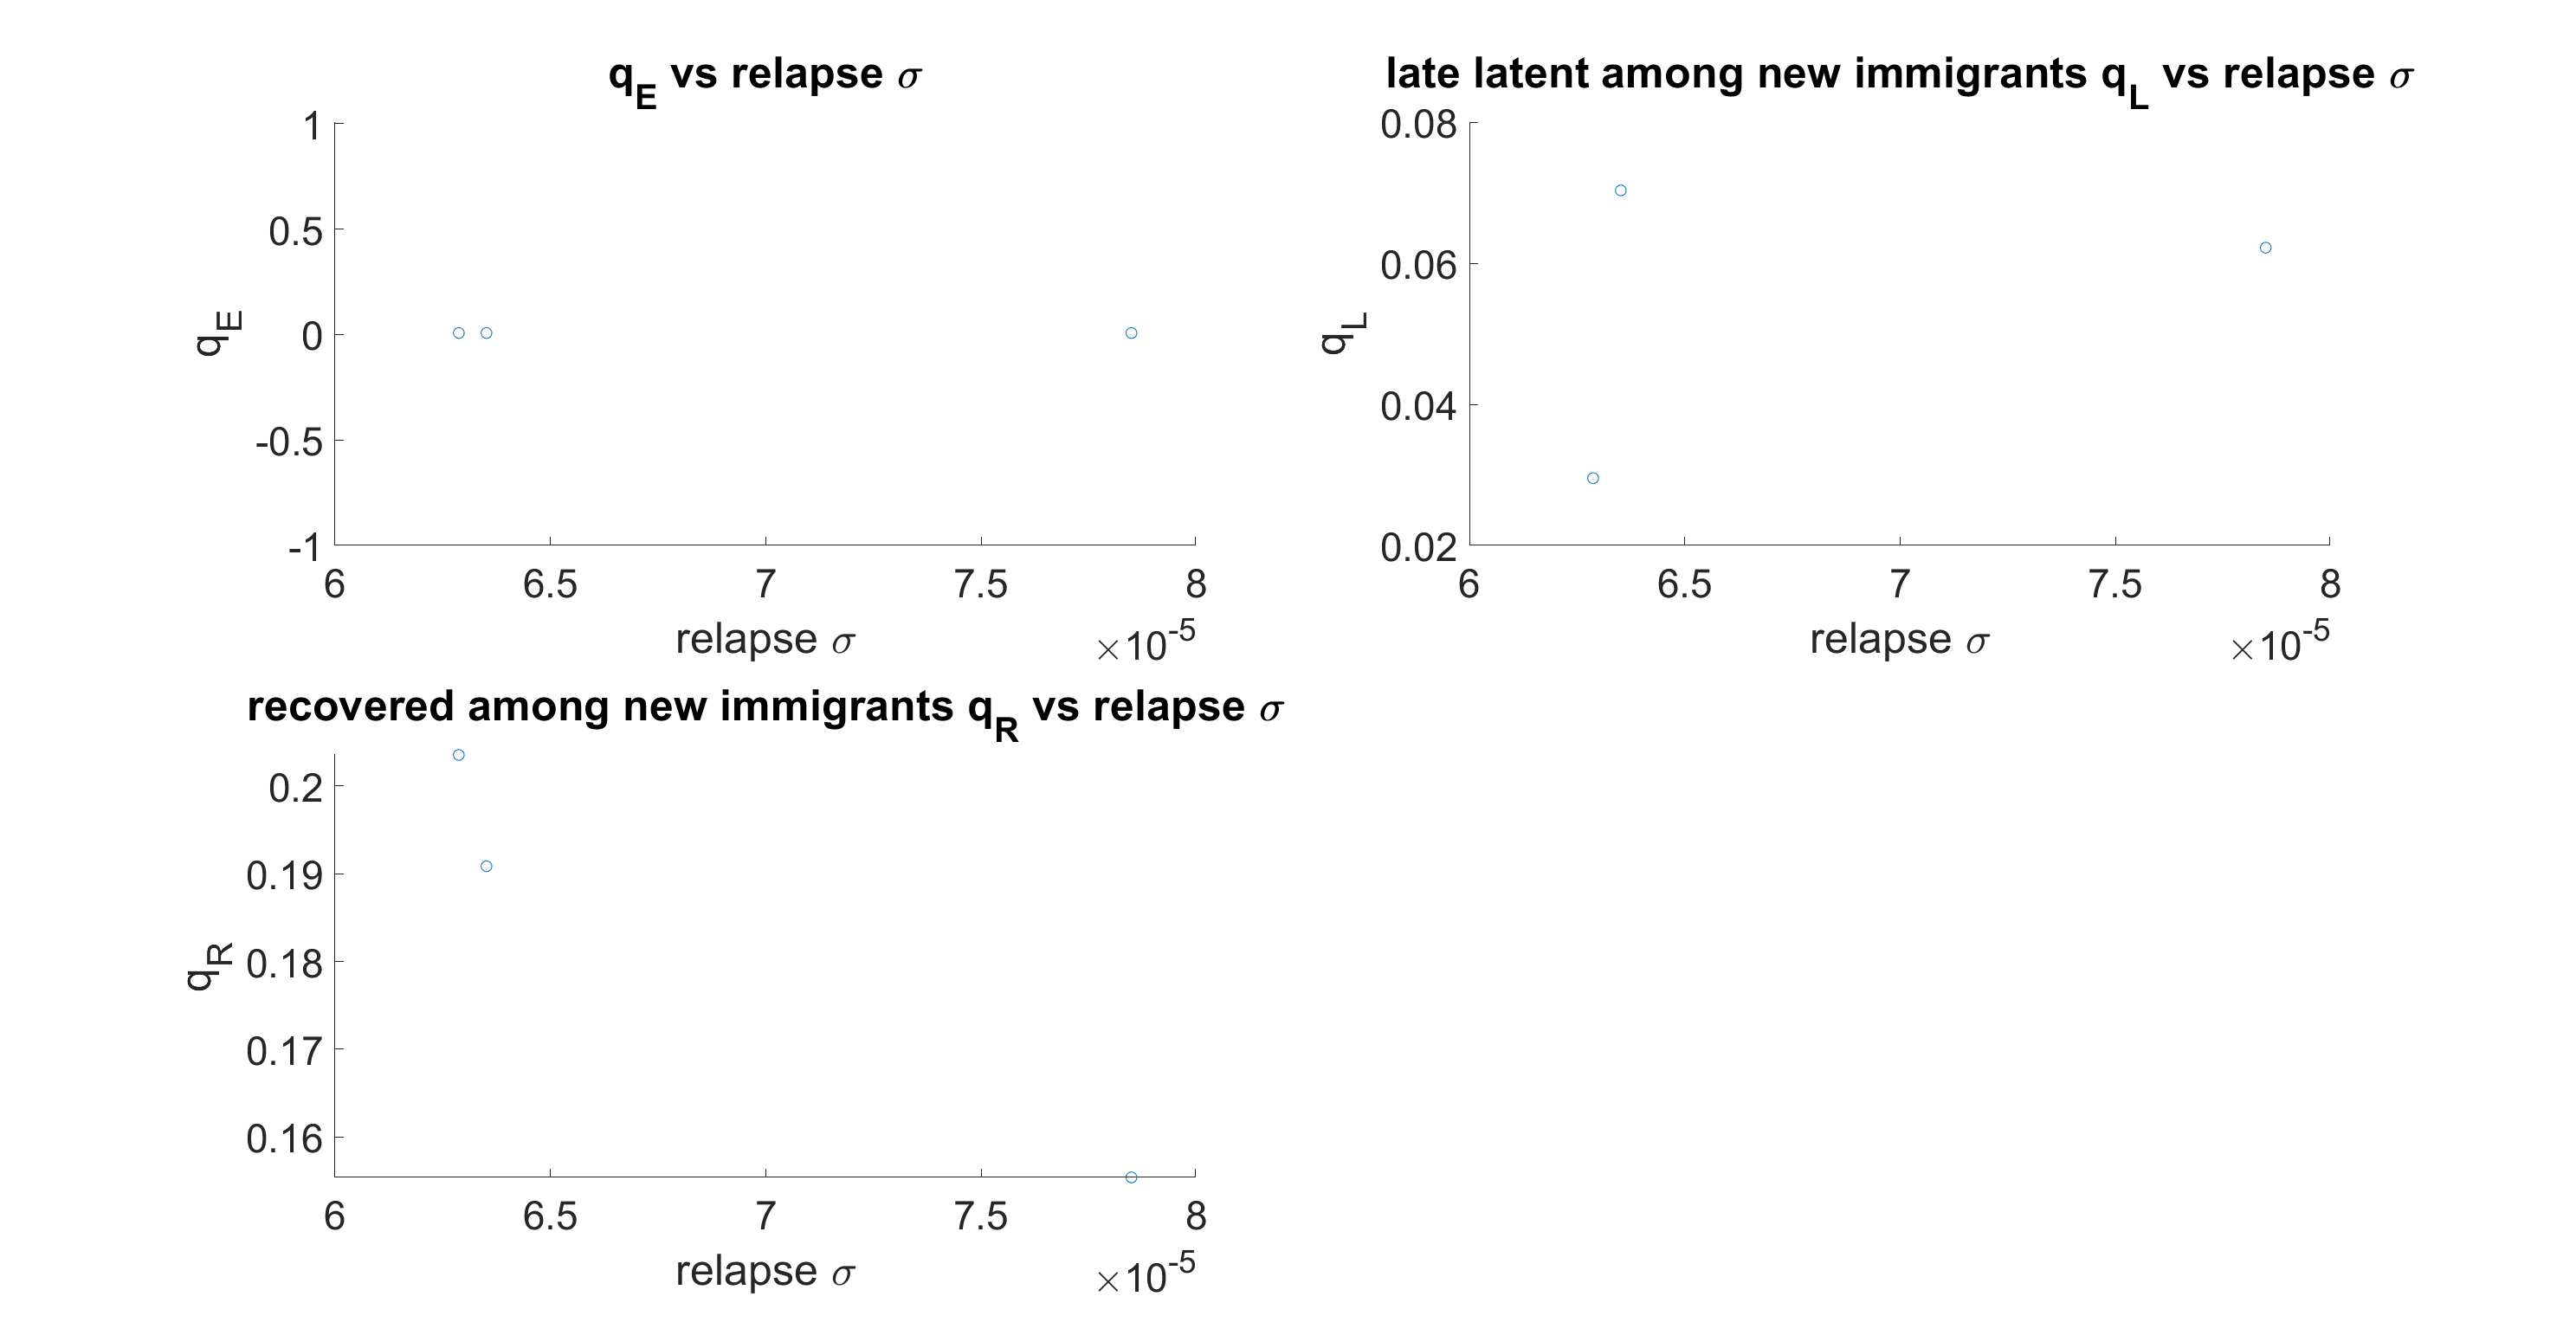 q_E vs relapse σ
1
0.5
0
-0.5
-1
q_E
6 6.5 7 7.5 8
relapse σ
×10^-5
late latent among new immigrants q_L vs relapse σ
0.08
0.06
0.04
0.02
q_L
6 6.5 7 7.5 8
relapse σ
×10^-5
recovered among new immigrants q_R vs relapse σ
0.2
0.19
0.18
0.17
0.16
q_R
6 6.5 7 7.5 8
relapse σ
×10^-5